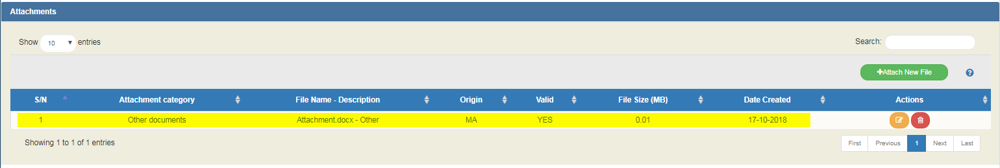 Attachments
Show 10 entries Search:
+Attach New File
S/N Attachment category File Name - Description Origin Valid File Size (MB) Date Created Actions
1 Other documents Attachment.docx - Other MA YES 0.01 17-10-2018
Showing 1 to 1 of 1 entries First Previous 1 Next Last